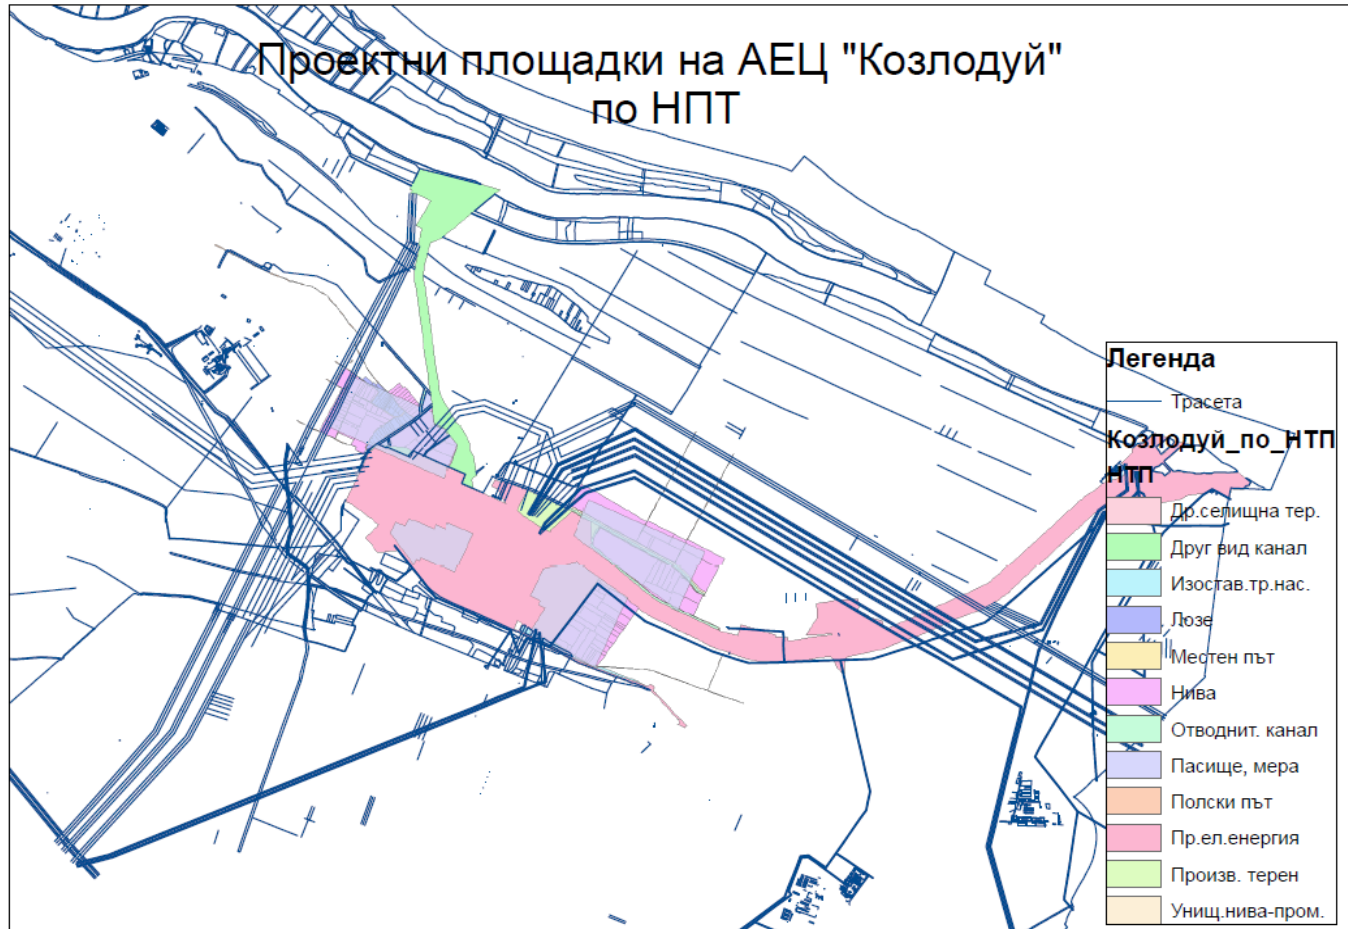 Проектни площадки на АЕЦ "Козлодуй"
по НПТ
Легенда
Трасета
Козлодуй_по_НТП
НТП
Др.селищна тер.
Друг вид канал
Изостав.тр.нас.
Лозе
Местен път
Нива
Отводнит. канал
Пасище, мера
Полски път
Пр.ел.енергия
Произв. терен
Унищ.нива-пром.